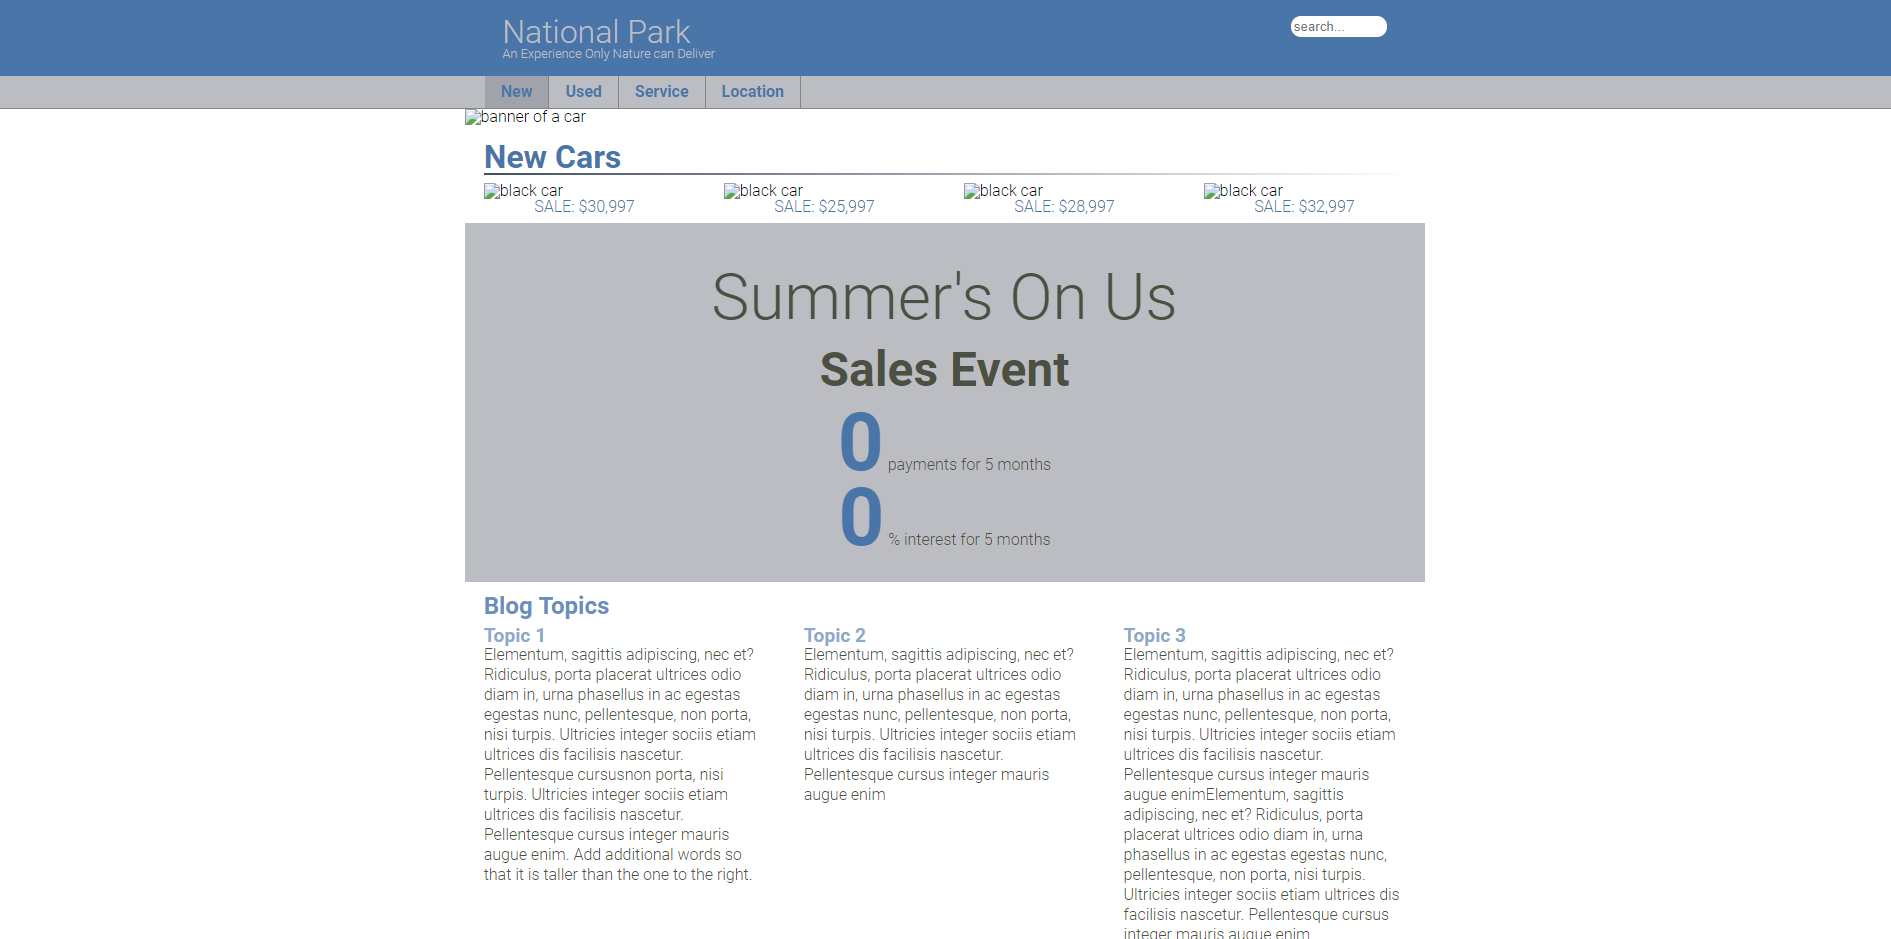 National Park
An Experience Only Nature can Deliver
search...
New Used Service Location
banner of a car
New Cars
black car black car black car black car
SALE: $30,997 SALE: $25,997 SALE: $28,997 SALE: $32,997
Summer's On Us
Sales Event
0 payments for 5 months
0 % interest for 5 months
Blog Topics
Topic 1
Elementum, sagittis adipiscing, nec et?
Ridiculus, porta placerat ultrices odio
diam in, urna phasellus in ac egestas
egestas nunc, pellentesque, non porta,
nisi turpis. Ultricies integer sociis etiam
ultrices dis facilisis nascetur.
Pellentesque cursusnon porta, nisi
turpis. Ultricies integer sociis etiam
ultrices dis facilisis nascetur.
Pellentesque cursus integer mauris
augue enim. Add additional words so
that it is taller than the one to the right.
Topic 2
Elementum, sagittis adipiscing, nec et?
Ridiculus, porta placerat ultrices odio
diam in, urna phasellus in ac egestas
egestas nunc, pellentesque, non porta,
nisi turpis. Ultricies integer sociis etiam
ultrices dis facilisis nascetur.
Pellentesque cursus integer mauris
augue enim
Topic 3
Elementum, sagittis adipiscing, nec et?
Ridiculus, porta placerat ultrices odio
diam in, urna phasellus in ac egestas
egestas nunc, pellentesque, non porta,
nisi turpis. Ultricies integer sociis etiam
ultrices dis facilisis nascetur.
Pellentesque cursus integer mauris
augue enimElementum, sagittis
adipiscing, nec et? Ridiculus, porta
placerat ultrices odio diam in, urna
phasellus in ac egestas egestas nunc,
pellentesque, non porta, nisi turpis.
Ultricies integer sociis etiam ultrices dis
facilisis nascetur. Pellentesque cursus
integer mauris augue enim